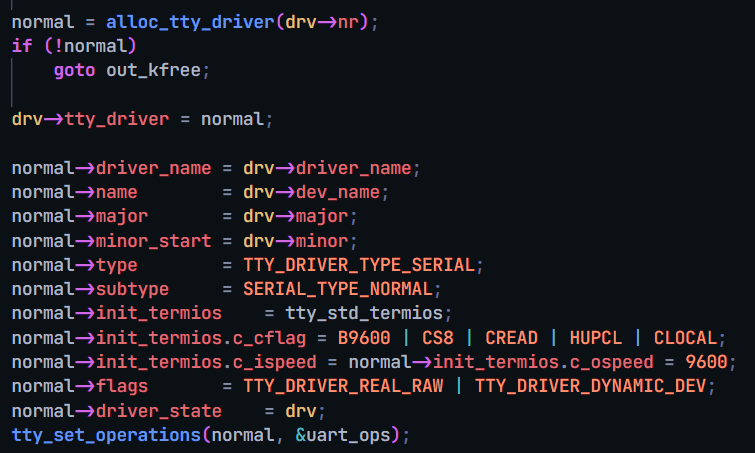 normal = alloc_tty_driver(drv->nr);
if (!normal)
    goto out_kfree;

drv->tty_driver = normal;

normal->driver_name = drv->driver_name;
normal->name        = drv->dev_name;
normal->major       = drv->major;
normal->minor_start = drv->minor;
normal->type        = TTY_DRIVER_TYPE_SERIAL;
normal->subtype     = SERIAL_TYPE_NORMAL;
normal->init_termios    = tty_std_termios;
normal->init_termios.c_cflag = B9600 | CS8 | CREAD | HUPCL | CLOCAL;
normal->init_termios.c_ispeed = normal->init_termios.c_ospeed = 9600;
normal->flags       = TTY_DRIVER_REAL_RAW | TTY_DRIVER_DYNAMIC_DEV;
normal->driver_state    = drv;
tty_set_operations(normal, &uart_ops);